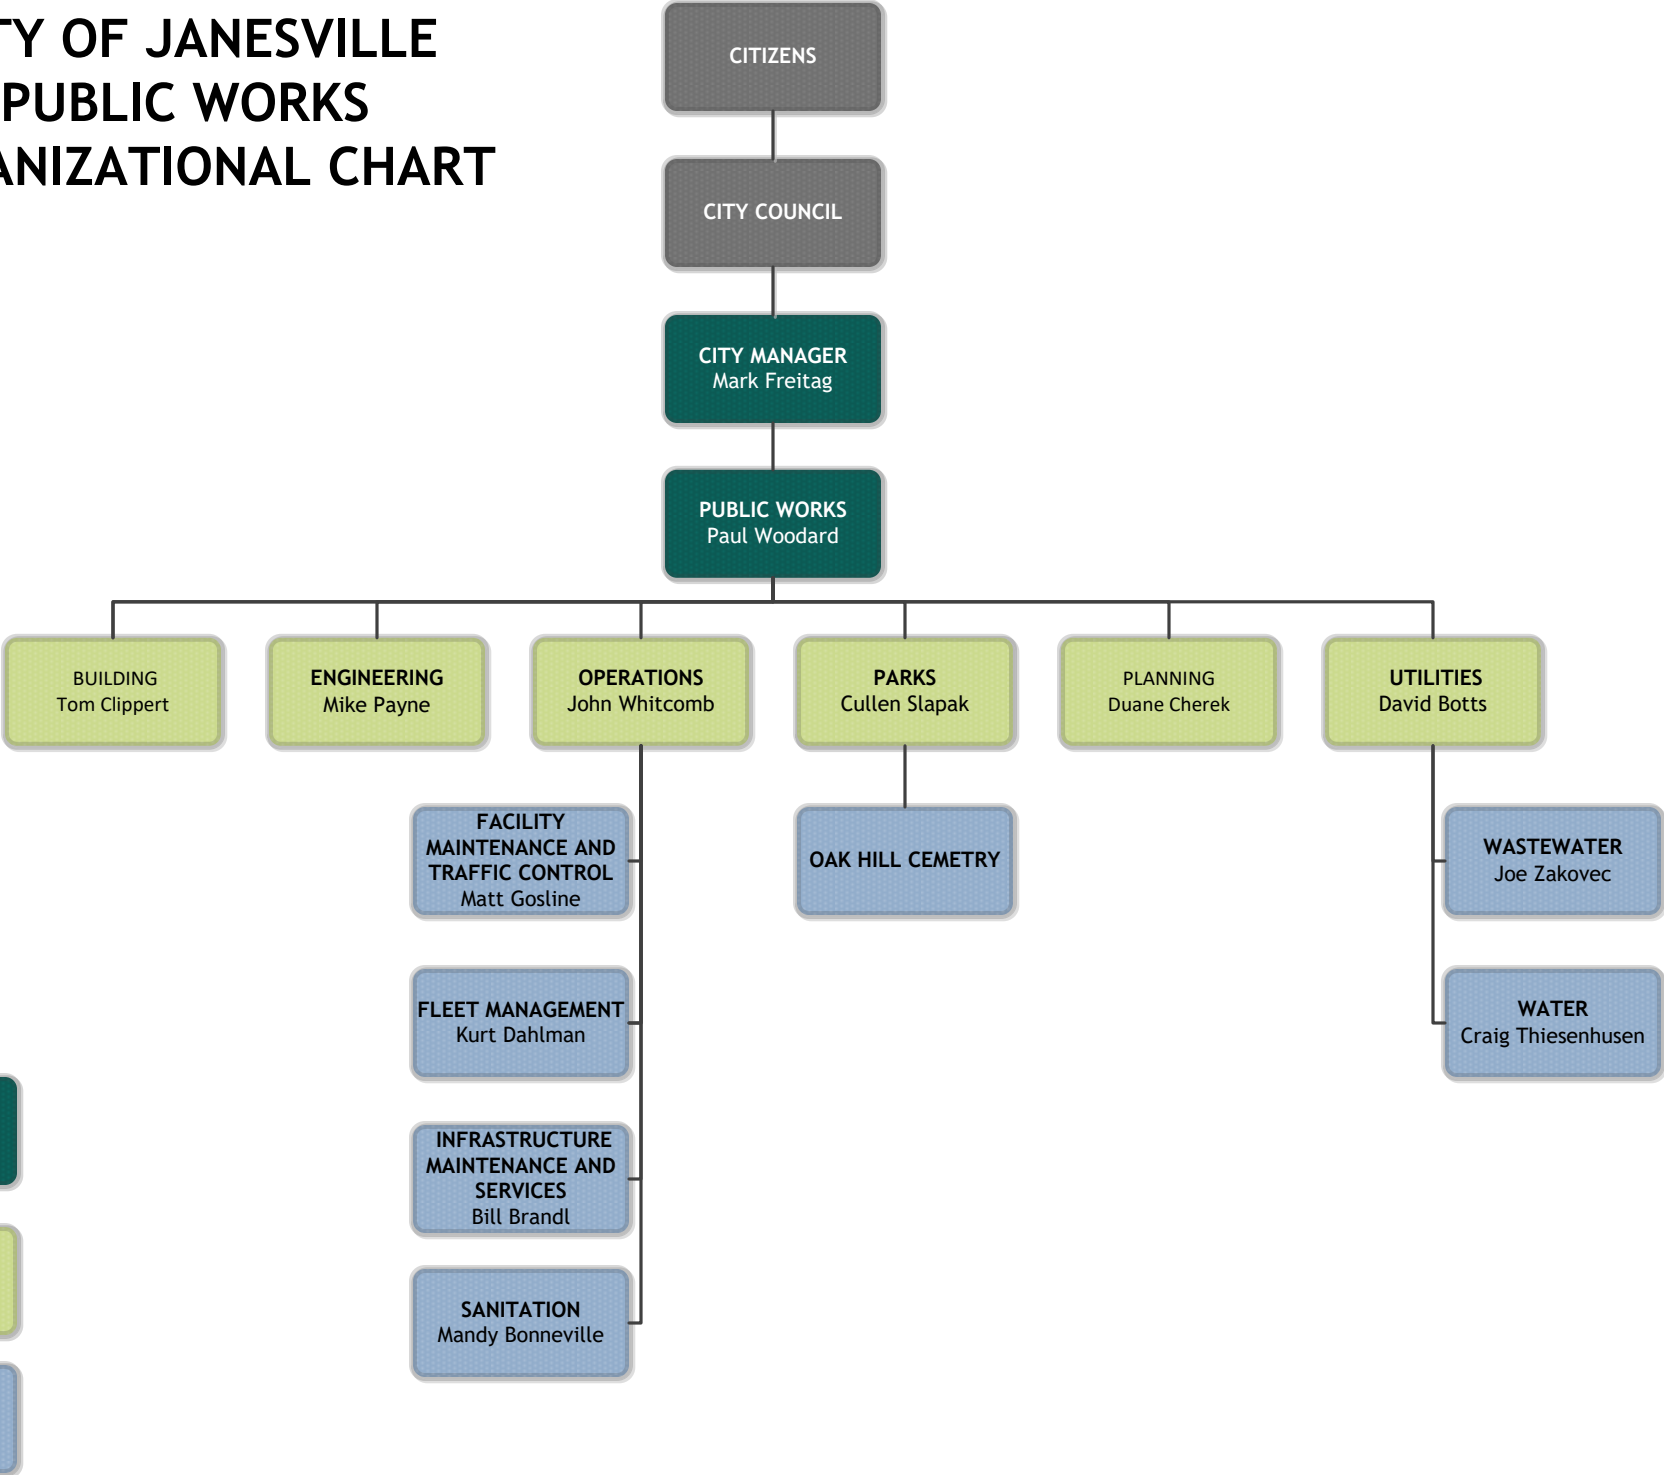 TY OF JANESVILLE
PUBLIC WORKS
ANIZATIONAL CHART
CITIZENS
CITY COUNCIL
CITY MANAGER
Mark Freitag
PUBLIC WORKS
Paul Woodard
BUILDING
Tom Clippert
ENGINEERING
Mike Payne
OPERATIONS
John Whitcomb
PARKS
Cullen Slapak
PLANNING
Duane Cherek
UTILITIES
David Botts
FACILITY
MAINTENANCE AND
TRAFFIC CONTROL
Matt Gosline
OAK HILL CEMETRY
WASTEWATER
Joe Zakovec
FLEET MANAGEMENT
Kurt Dahlman
WATER
Craig Thiesenhusen
INFRASTRUCTURE
MAINTENANCE AND
SERVICES
Bill Brandl
SANITATION
Mandy Bonneville